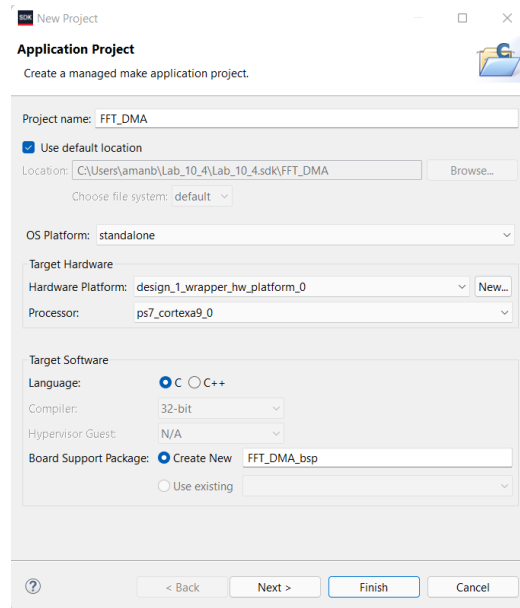 SDK New Project
Application Project
Create a managed make application project.
C
Project name: FFT_DMA
Use default location
Location: C:\Users\amanb\Lab_10_4\Lab_10_4.sdk\FFT_DMA Browse...
Choose file system: default
OS Platform: standalone
Target Hardware
Hardware Platform: design_1_wrapper_hw_platform_0 New...
Processor: ps7_cortexa9_0
Target Software
Language: C C++
Compiler: 32-bit
Hypervisor Guest: N/A
Board Support Package: Create New FFT_DMA_bsp
Use existing
? < Back Next > Finish Cancel